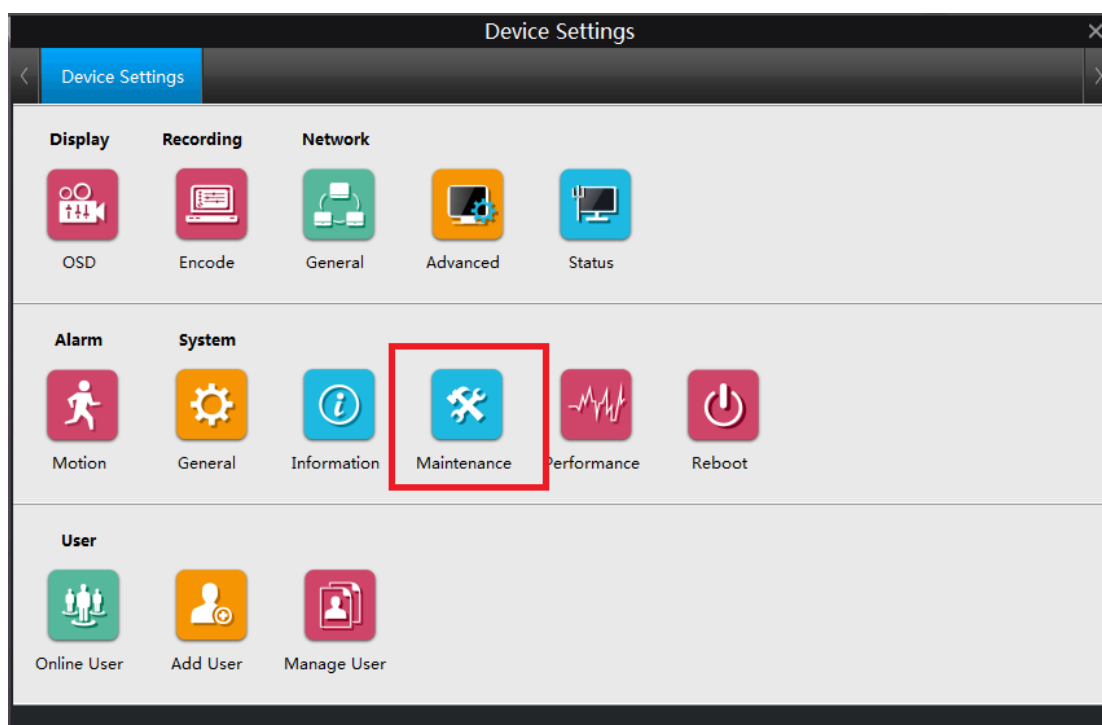 Device Settings
Device Settings
Display Recording Network
OSD Encode General Advanced Status
Alarm System
Motion General Information Maintenance Performance Reboot
User
Online User Add User Manage User